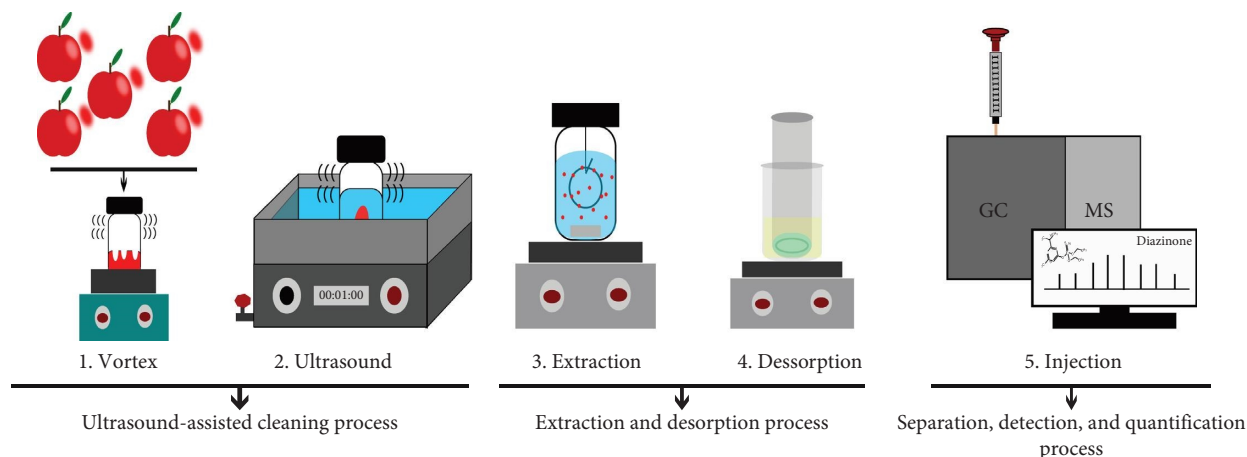 GC
MS
Diazinone
00:01:00
1. Vortex
2. Ultrasound
3. Extraction
4. Dessorption
5. Injection
Ultrasound-assisted cleaning process
Extraction and desorption process
Separation, detection, and quantification
process